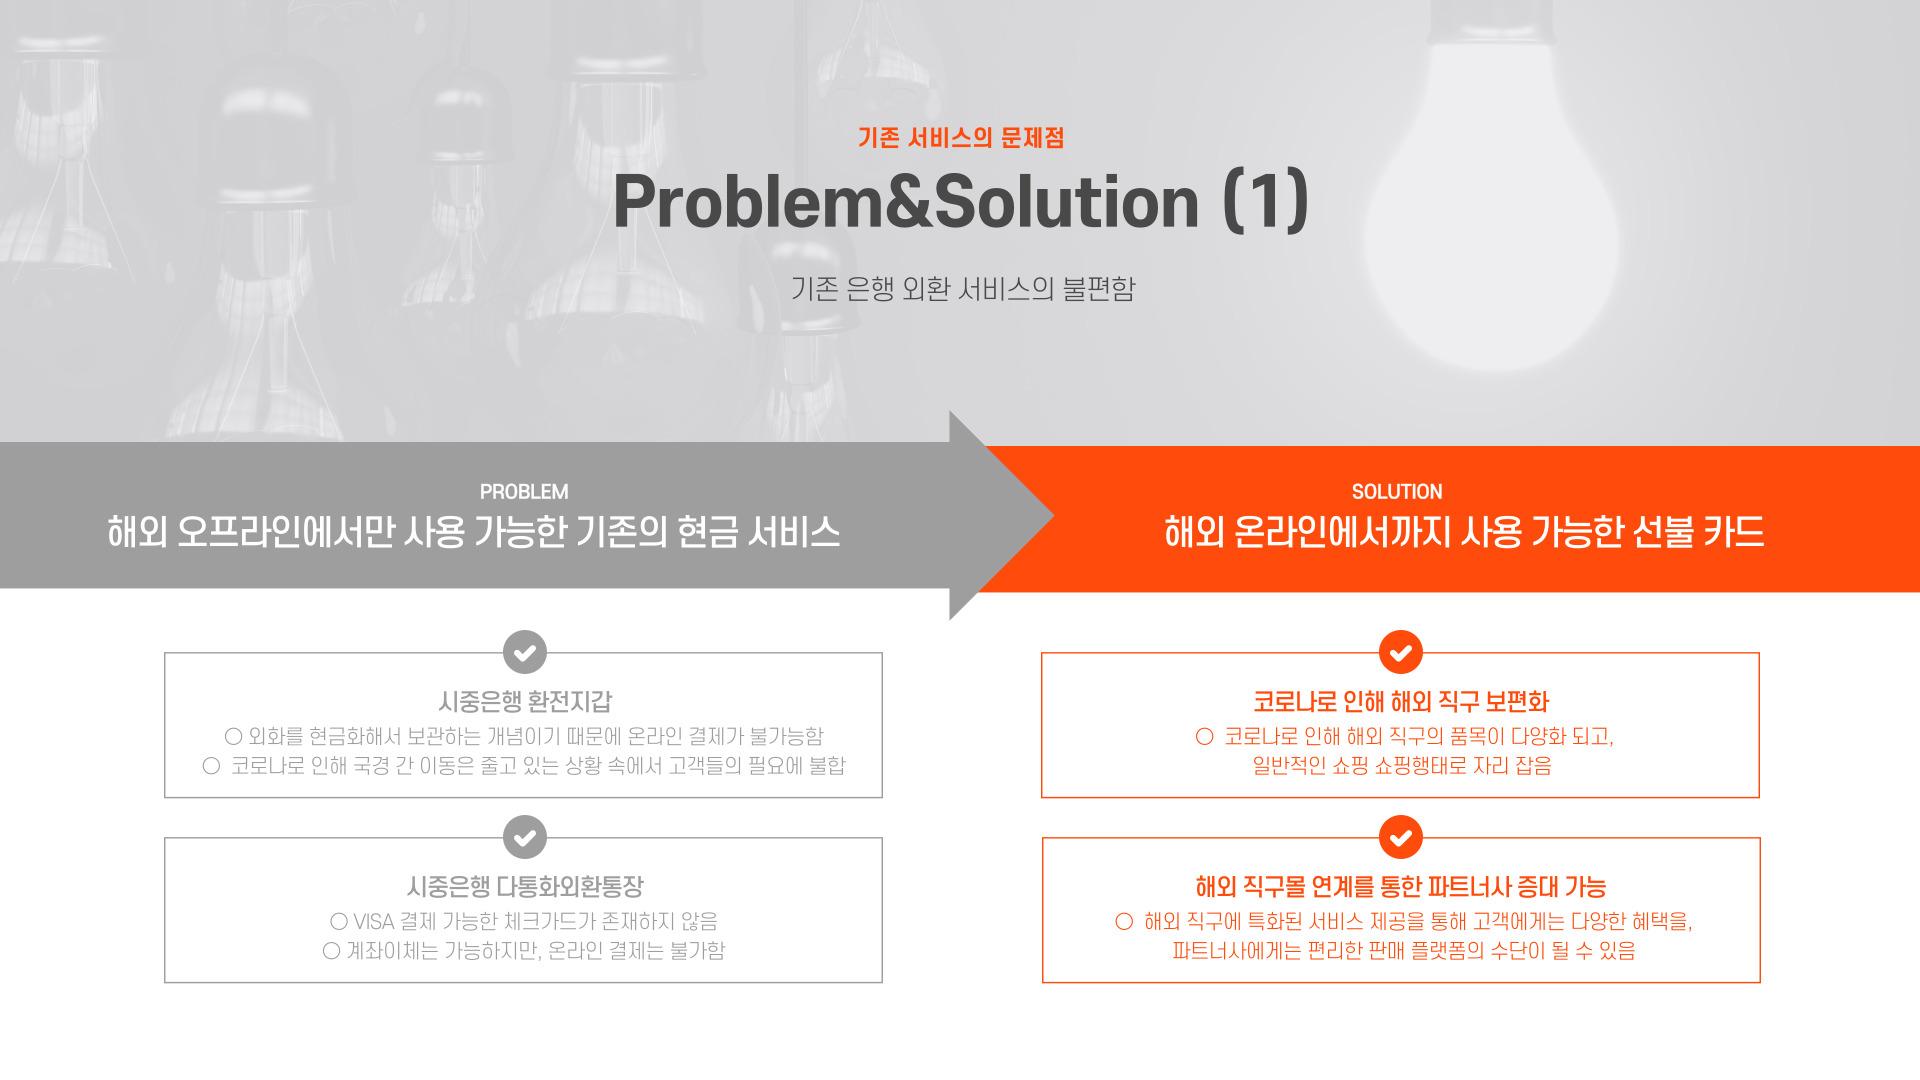 기존 서비스의 문제점
Problem&Solution (1)
기존 은행 외환 서비스의 불편함
PROBLEM
해외 오프라인에서만 사용 가능한 기존의 현금 서비스
SOLUTION
해외 온라인에서까지 사용 가능한 선불 카드
시중은행 환전지갑
○ 외화를 현금화해서 보관하는 개념이기 때문에 온라인 결제가 불가능함
○ 코로나로 인해 국경 간 이동은 줄고 있는 상황 속에서 고객들의 필요에 불합
시중은행 다통화외환통장
○ VISA 결제 가능한 체크가드가 존재하지 않음
○ 계좌이체는 가능하지만, 온라인 결제는 불가함
코로나로 인해 해외 직구 보편화
○ 코로나로 인해 해외 직구의 품목이 다양화 되고,
일반적인 쇼핑 쇼핑행태로 자리 잡음
해외 직구몰 연계를 통한 파트너사 증대 가능
○ 해외 직구에 특화된 서비스 제공을 통해 고객에게는 다양한 혜택을,
파트너사에게는 편리한 판매 플랫폼의 수단이 될 수 있음